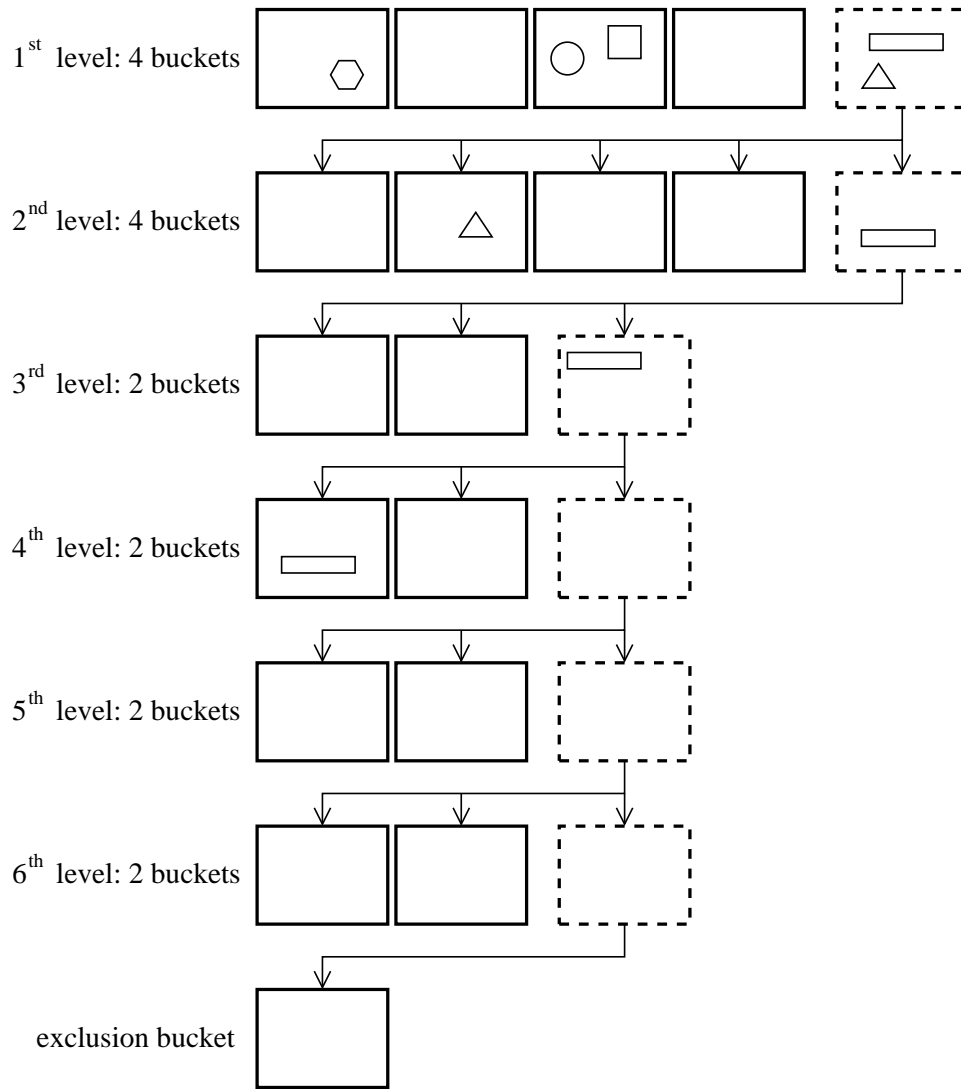 1st level: 4 buckets
2nd level: 4 buckets
3rd level: 2 buckets
4th level: 2 buckets
5th level: 2 buckets
6th level: 2 buckets
exclusion bucket